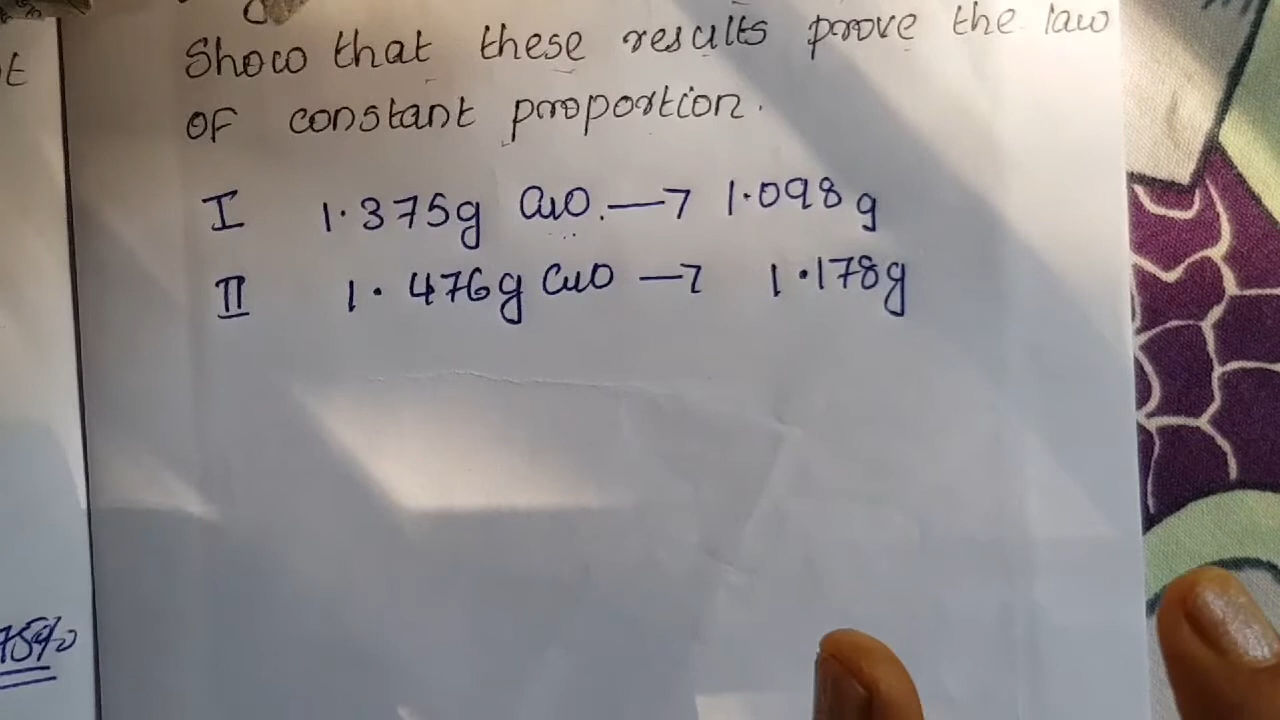 Show that these results prove the law
t
of constant proportion.
I 1.375g CuO. → 1.098g
II 1.476g CuO → 1.178g
75%